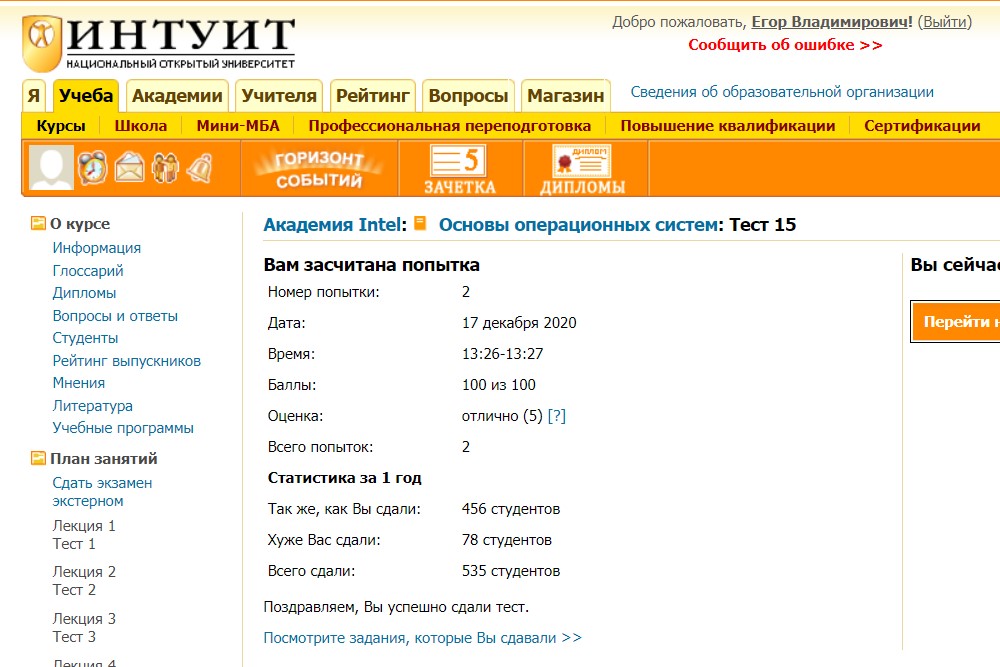 ИНТУИТ
НАЦИОНАЛЬНЫЙ ОТКРЫТЫЙ УНИВЕРСИТЕТ
Добро пожаловать, Егор Владимирович! (Выйти)
Сообщить об ошибке >>
Я Учеба Академии Учителя Рейтинг Вопросы Магазин Сведения об образовательной организации
Курсы Школа Мини-МБА Профессиональная переподготовка Повышение квалификации Сертификации
ГОРИЗОНТ
СОБЫТИЙ
5
ЗАЧЕТКА
ДИПЛОМ
ДИПЛОМЫ
О курсе
Информация
Глоссарий
Дипломы
Вопросы и ответы
Студенты
Рейтинг выпускников
Мнения
Литература
Учебные программы
План занятий
Сдать экзамен
экстерном
Лекция 1
Тест 1
Лекция 2
Тест 2
Лекция 3
Тест 3
Лекция 4
Академия Intel: Основы операционных систем: Тест 15
Вам засчитана попытка
Номер попытки: 2
Дата: 17 декабря 2020
Время: 13:26-13:27
Баллы: 100 из 100
Оценка: отлично (5) [?]
Всего попыток: 2
Статистика за 1 год
Так же, как Вы сдали: 456 студентов
Хуже Вас сдали: 78 студентов
Всего сдали: 535 студентов
Поздравляем, Вы успешно сдали тест.
Посмотрите задания, которые Вы сдавали >>
Вы сейчас
Перейти н